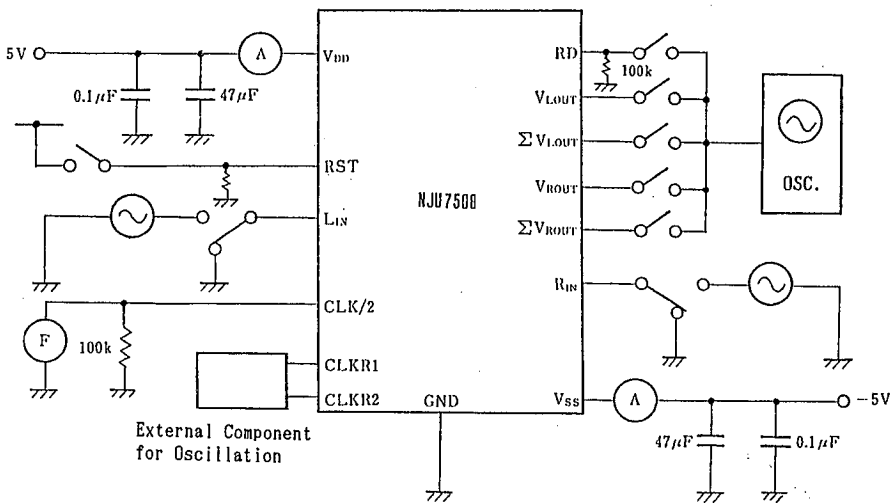 5V
A
VDD
0.1μF
47μF
RST
LIN
F
100k
CLK/2
CLKR1
CLKR2
External Component
for Oscillation
NJU7508
GND
RD
100k
VLOUT
ΣVLOUT
VROUT
ΣVROUT
OSC.
RIN
VSS
A
−5V
47μF
0.1μF